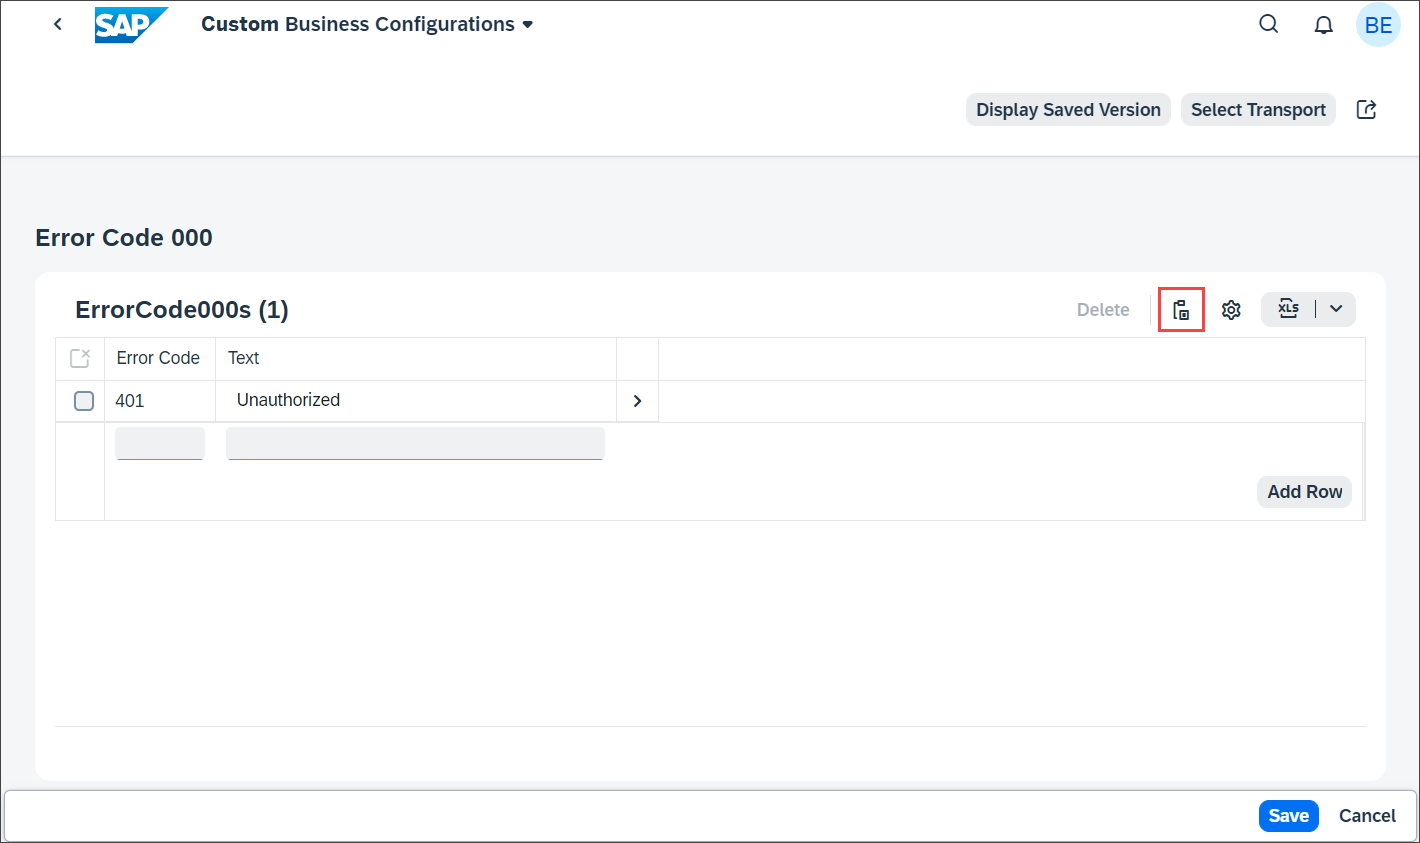 SAP Custom Business Configurations BE
Display Saved Version Select Transport
Error Code 000
ErrorCode000s (1) Delete XLS
Error Code Text
401 Unauthorized
Add Row
Save Cancel